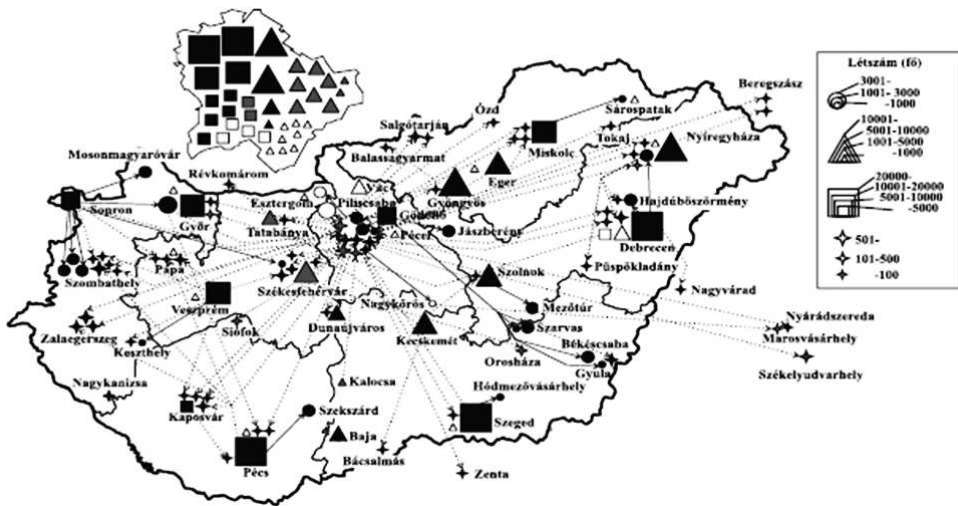 Létszám (fő)
3001-
1001- 3000
-1000
10001-
5001-10000
1001-5000
-1000
20000-
10001-20000
5001-10000
-5000
501-
101-500
-100
Beregszász
Ózd
Sárospatak
Salgótarján
Tokaj
Miskolc
Nyíregyháza
Balassagyarmat
Mosonmagyaróvár
Eger
Révkomárom
Vác
Gyöngyös
Esztergom
Piliscsaba
Sopron
Gödöllő
Hajdúböszörmény
Győr
Tatabánya
Pécel
Jászberény
Debrecen
Pápa
Szombathely
Székesfehérvár
Szolnok
Püspökladány
Nagyvárad
Veszprém
Nagykőrös
Mezőtúr
Siófok
Dunaújváros
Nyárádszereda
Zalaegerszeg
Kecskemét
Szarvas
Marosvásárhely
Keszthely
Orosháza
Békéscsaba
Gyula
Székelyudvarhely
Nagykanizsa
Kalocsa
Hódmezővásárhely
Kaposvár
Szekszárd
Szeged
Baja
Pécs
Bácsalmás
Zenta